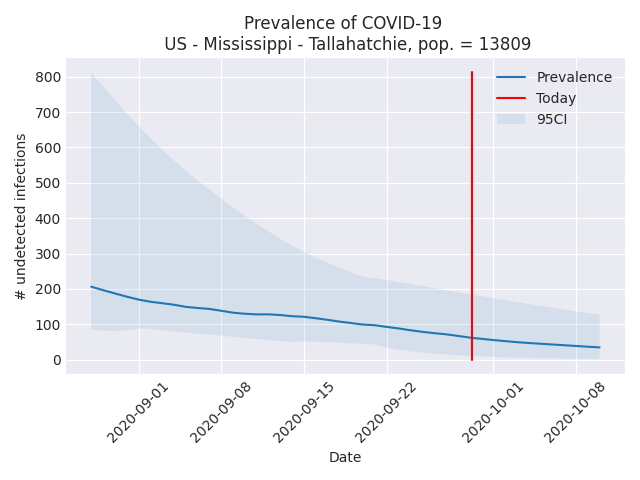 Prevalence of COVID-19
US - Mississippi - Tallahatchie, pop. = 13809
# undetected infections
800
700
600
500
400
300
200
100
0
Prevalence
Today
95CI
2020-09-01
2020-09-08
2020-09-15
2020-09-22
2020-10-01
2020-10-08
Date